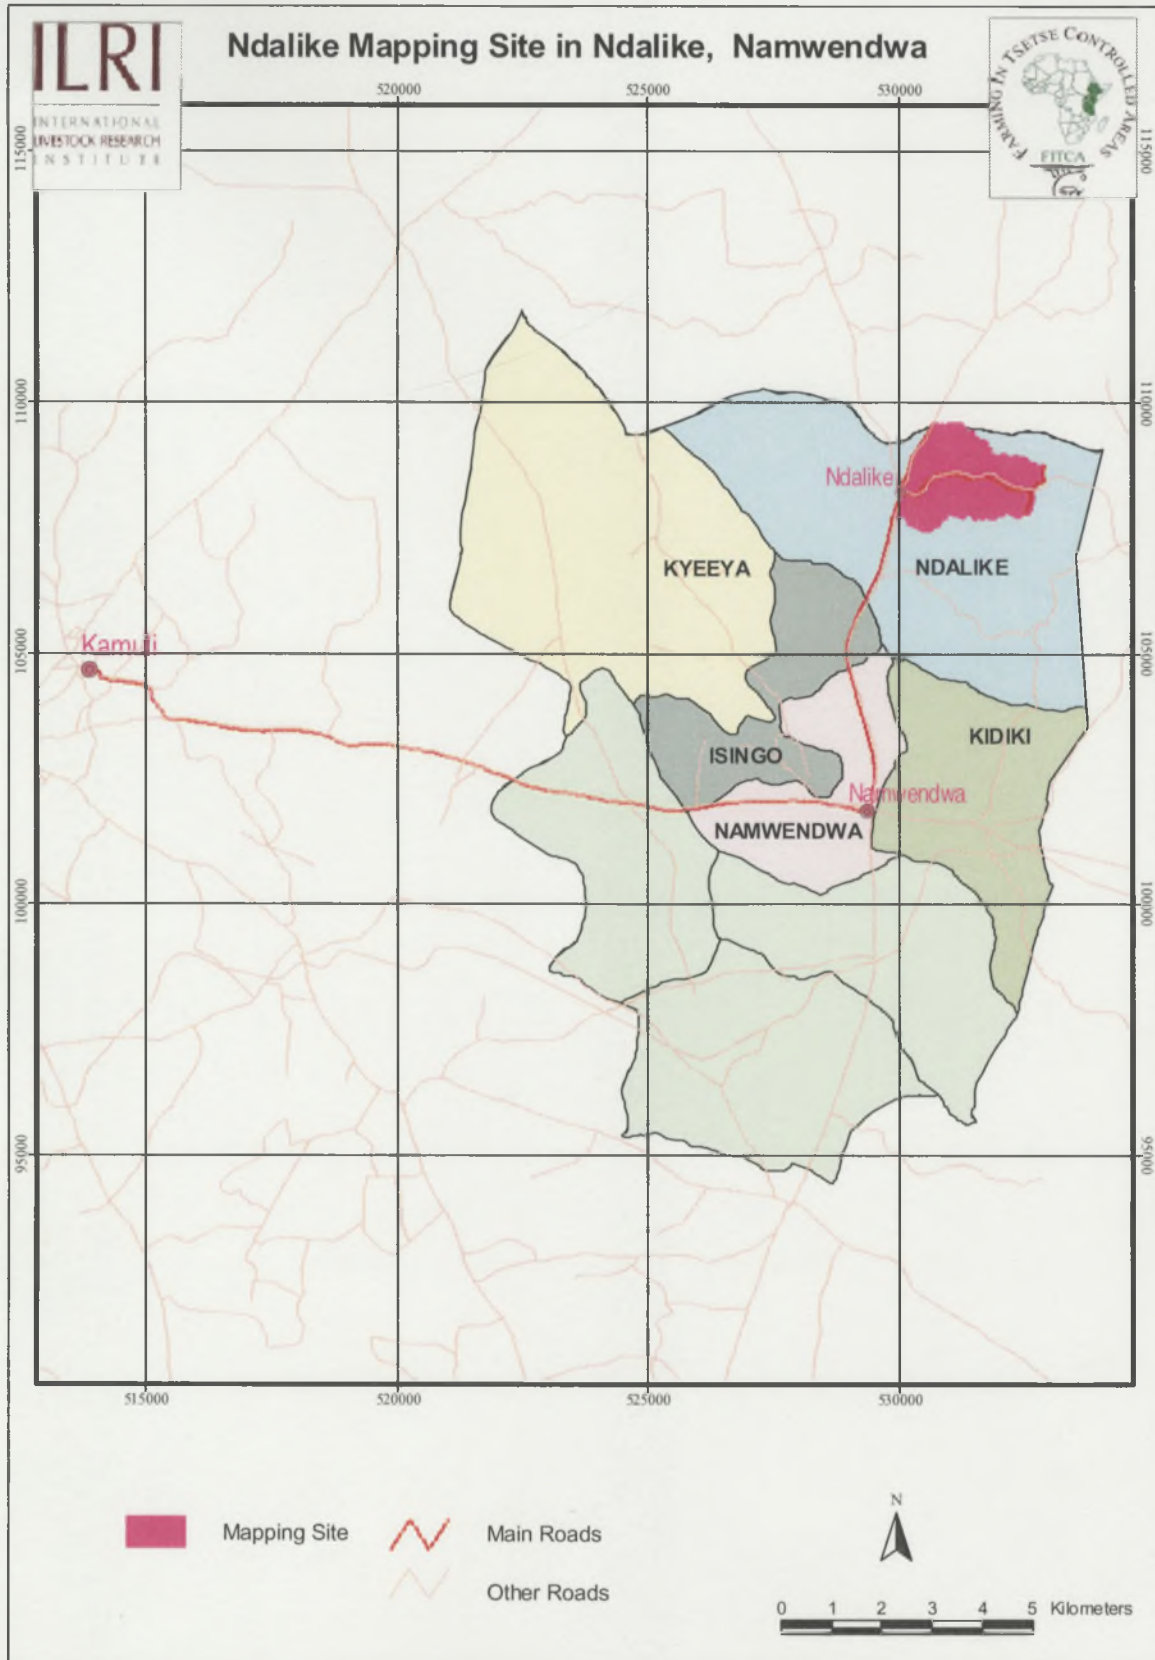 ILRI
INTERNATIONAL
LIVESTOCK RESEARCH
INSTITUTE
Ndalike Mapping Site in Ndalike, Namwendwa
FARMING IN TSETSE CONTROLLED AREAS
FITCA
520000
525000
530000
115000
115000
110000
110000
Ndalike
KYEEYA
NDALIKE
Kamuli
105000
105000
KIDIKI
ISINGO
Namwendwa
NAMWENDWA
100000
100000
95000
95000
515000
520000
525000
530000
Mapping Site
Main Roads
Other Roads
N
0 1 2 3 4 5 Kilometers